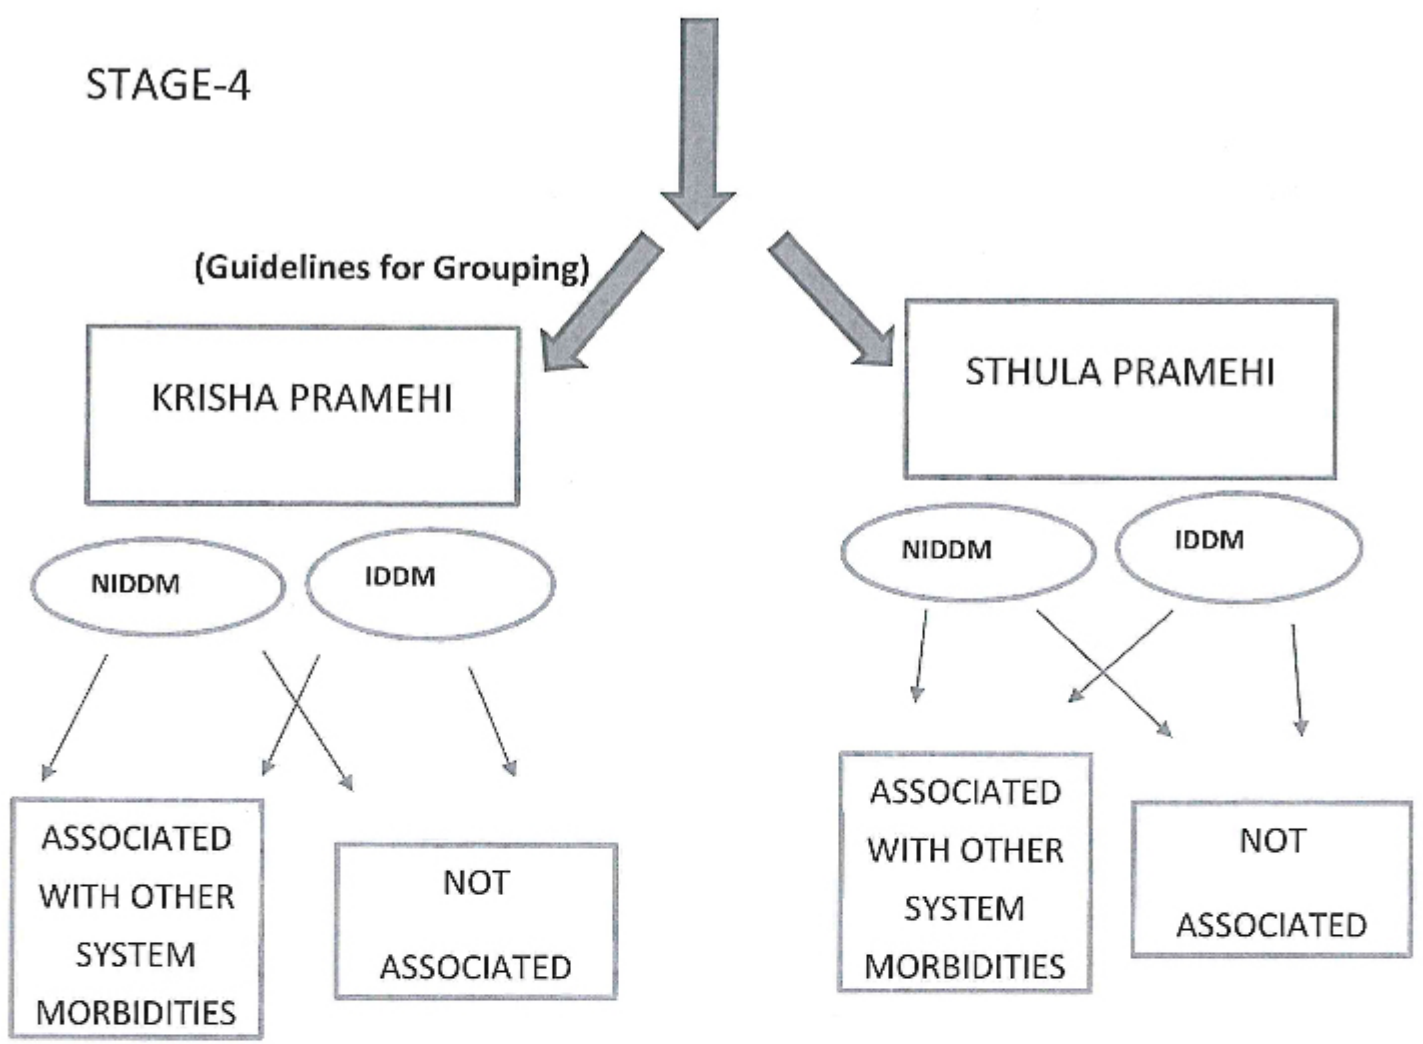 STAGE-4
(Guidelines for Grouping)
KRISHA PRAMEHI
STHULA PRAMEHI
NIDDM
IDDM
NIDDM
IDDM
ASSOCIATED
WITH OTHER
SYSTEM
MORBIDITIES
NOT
ASSOCIATED
ASSOCIATED
WITH OTHER
SYSTEM
MORBIDITIES
NOT
ASSOCIATED